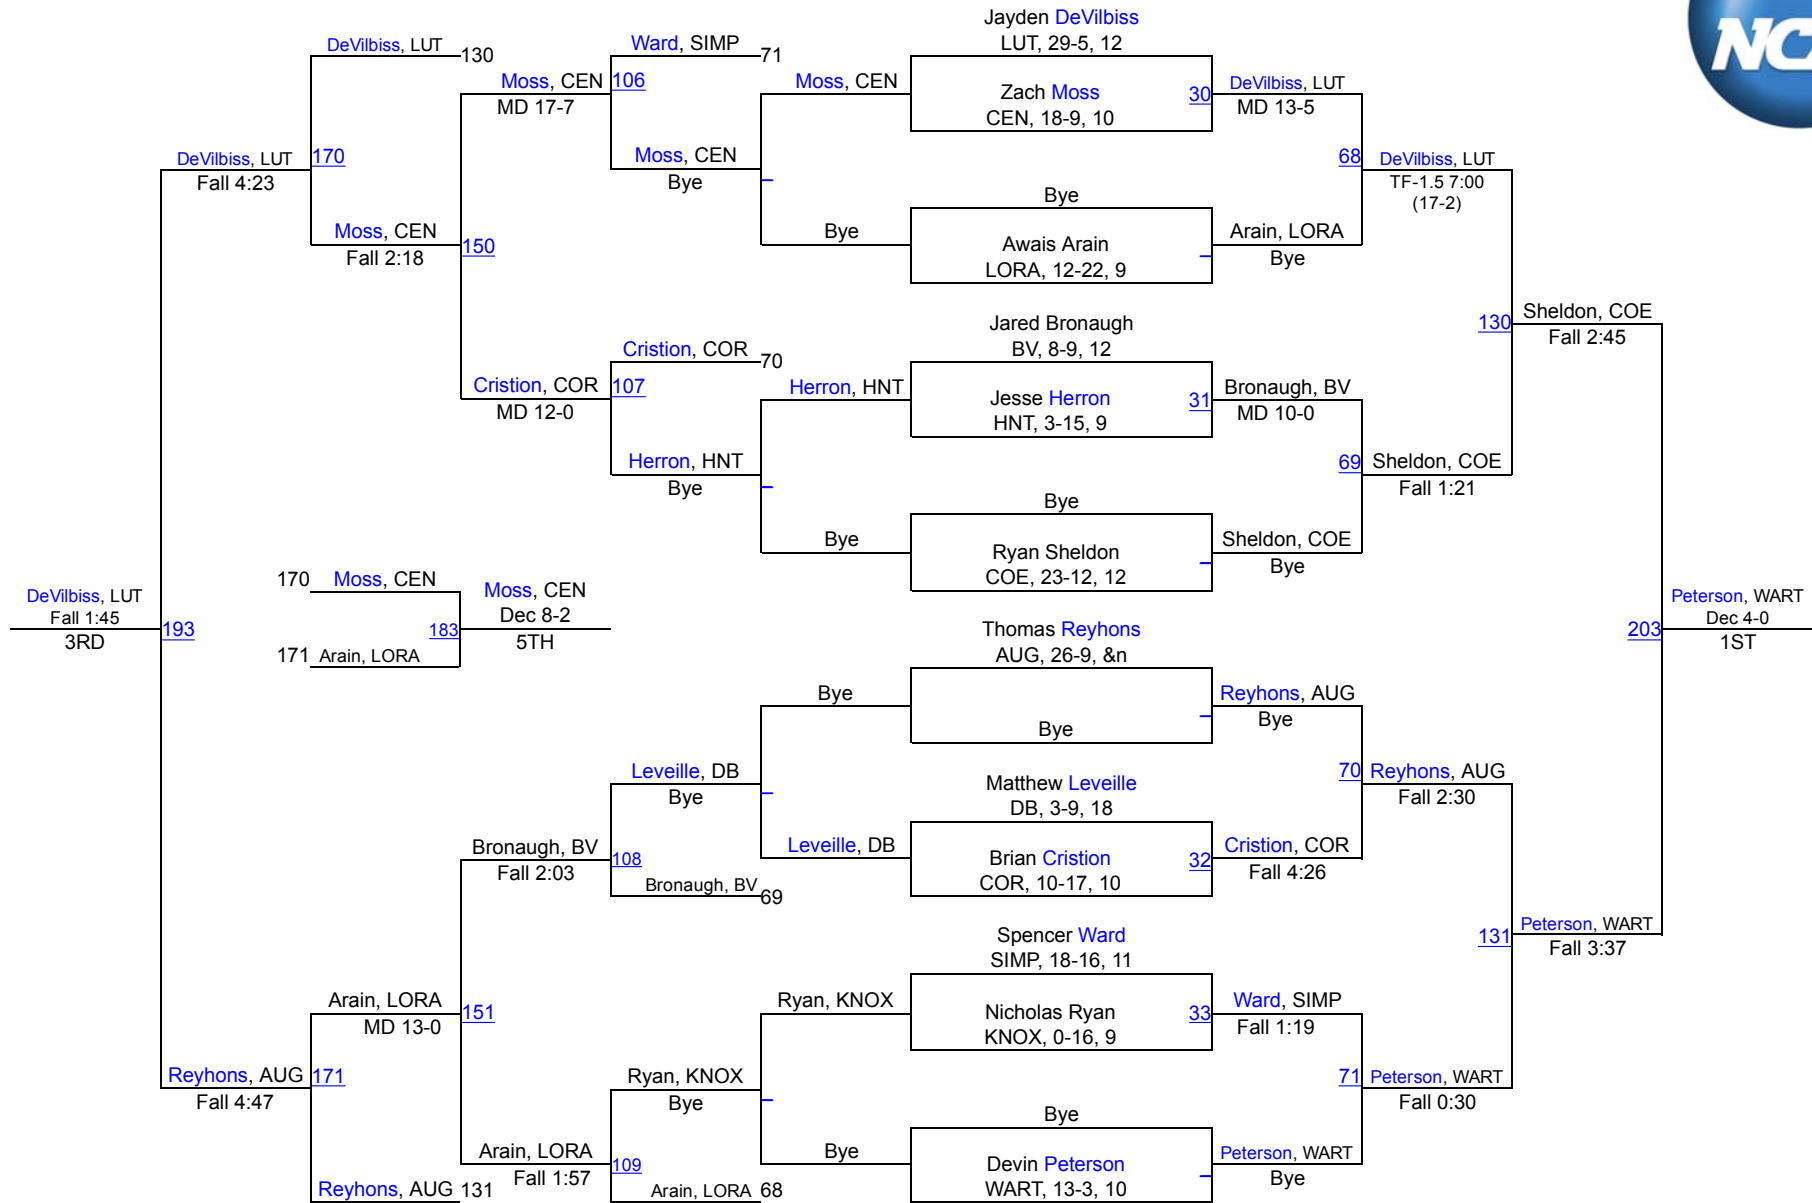 Jayden DeVilbiss
LUT, 29-5, 12
NC
DeVilbiss, LUT
130
Ward, SIMP
71
Moss, CEN
MD 17-7
106
Moss, CEN
Zach Moss
CEN, 18-9, 10
30
DeVilbiss, LUT
MD 13-5
DeVilbiss, LUT
Fall 4:23
170
Moss, CEN
Bye
68
DeVilbiss, LUT
TF-1.5 7:00
(17-2)
Bye
Moss, CEN
Fall 2:18
150
Bye
Awais Arain
LORA, 12-22, 9
Arain, LORA
Bye
Jared Bronaugh
BV, 8-9, 12
130
Sheldon, COE
Fall 2:45
Cristion, COR
70
Cristion, COR
MD 12-0
107
Herron, HNT
Jesse Herron
HNT, 3-15, 9
31
Bronaugh, BV
MD 10-0
Herron, HNT
Bye
69
Sheldon, COE
Fall 1:21
Bye
Bye
Ryan Sheldon
COE, 23-12, 12
Sheldon, COE
Bye
170
Moss, CEN
DeVilbiss, LUT
Fall 1:45
3RD
193
Moss, CEN
Dec 8-2
5TH
183
171
Arain, LORA
Thomas Reyhons
AUG, 26-9, &n
203
Peterson, WART
Dec 4-0
1ST
Bye
Bye
Reyhons, AUG
Bye
Leveille, DB
Bye
Matthew Leveille
DB, 3-9, 18
70
Reyhons, AUG
Fall 2:30
Bronaugh, BV
Fall 2:03
108
Leveille, DB
Brian Cristion
COR, 10-17, 10
32
Cristion, COR
Fall 4:26
Bronaugh, BV
69
Spencer Ward
SIMP, 18-16, 11
131
Peterson, WART
Fall 3:37
Arain, LORA
MD 13-0
151
Ryan, KNOX
Nicholas Ryan
KNOX, 0-16, 9
33
Ward, SIMP
Fall 1:19
Reyhons, AUG
Fall 4:47
171
Ryan, KNOX
Bye
71
Peterson, WART
Fall 0:30
Bye
Arain, LORA
Fall 1:57
109
Bye
Devin Peterson
WART, 13-3, 10
Peterson, WART
Bye
Reyhons, AUG
131
Arain, LORA
68